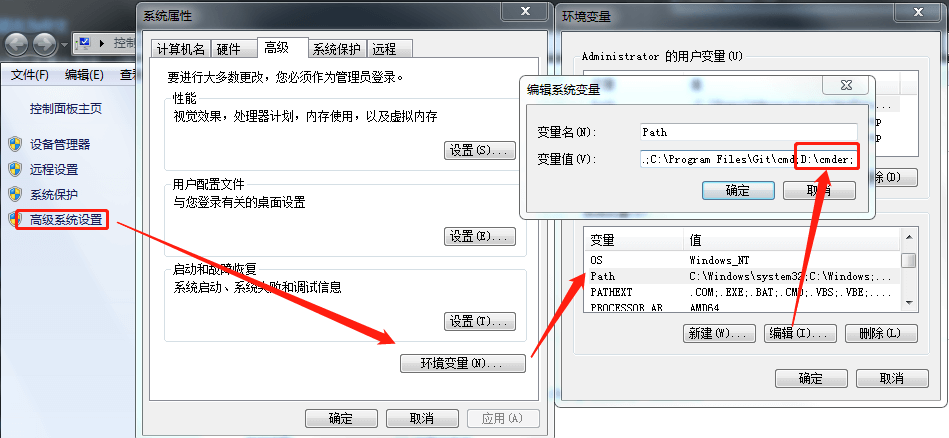 控制
文件(F) 编辑(E) 查看
控制面板主页
设备管理器
远程设置
系统保护
高级系统设置
系统属性
计算机名 硬件 高级 系统保护 远程
要进行大多数更改，您必须作为管理员登录。
性能
视觉效果，处理器计划，内存使用，以及虚拟内存
设置(S)...
用户配置文件
与您登录有关的桌面设置
设置(E)...
启动和故障恢复
系统启动、系统失败和调试信息
设置(T)...
环境变量(N)...
确定 取消 应用(A)
环境变量
Administrator 的用户变量(U)
编辑系统变量
变量名(N): Path
变量值(V): .;C:\Program Files\Git\cmd;D:\cmder;
确定 取消
(D)
变量 值
OS Windows_NT
Path C:\Windows\system32;C:\Windows;...
PATHEXT .COM;.EXE;.BAT;.CMD;.VBS;.VBE;....
PROCESSOR_AR AMD64
新建(W)... 编辑(I)... 删除(L)
确定 取消